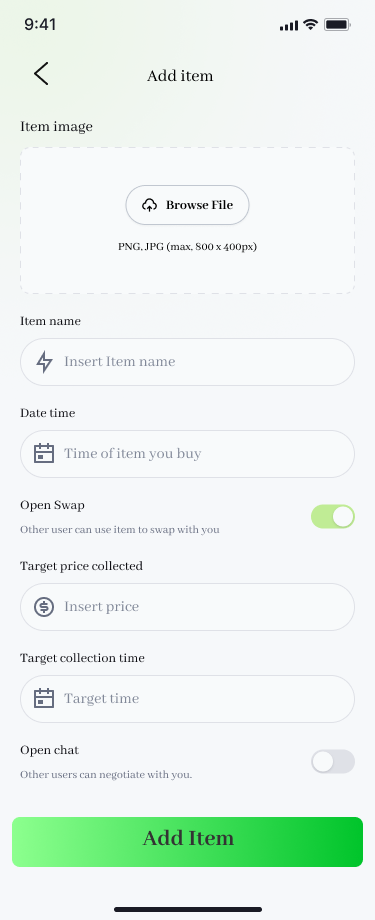 9:41
Add item
Item image
Browse File
PNG, JPG (max, 800 x 400px)
Item name
Insert Item name
Date time
Time of item you buy
Open Swap
Other user can use item to swap with you
Target price collected
Insert price
Target collection time
Target time
Open chat
Other users can negotiate with you.
Add Item